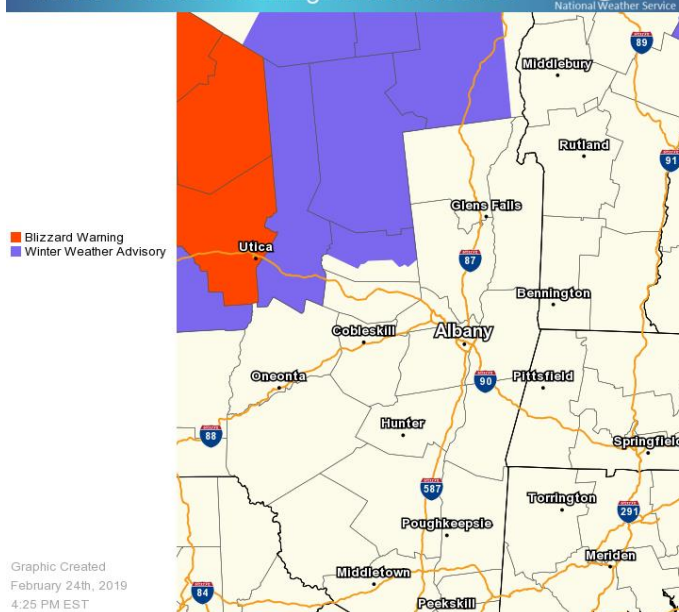 National Weather Service
89
Middlebury
Rutland
91
Glens Falls
Blizzard Warning
Winter Weather Advisory
Utica
87
Bennington
Cobleskill
Albany
Oneonta
90
Pittsfield
Hunter
88
Springfield
587
Torrington
291
Poughkeepsie
Meriden
Graphic Created
February 24th, 2019
4:25 PM EST
Middletown
84
Peekskill